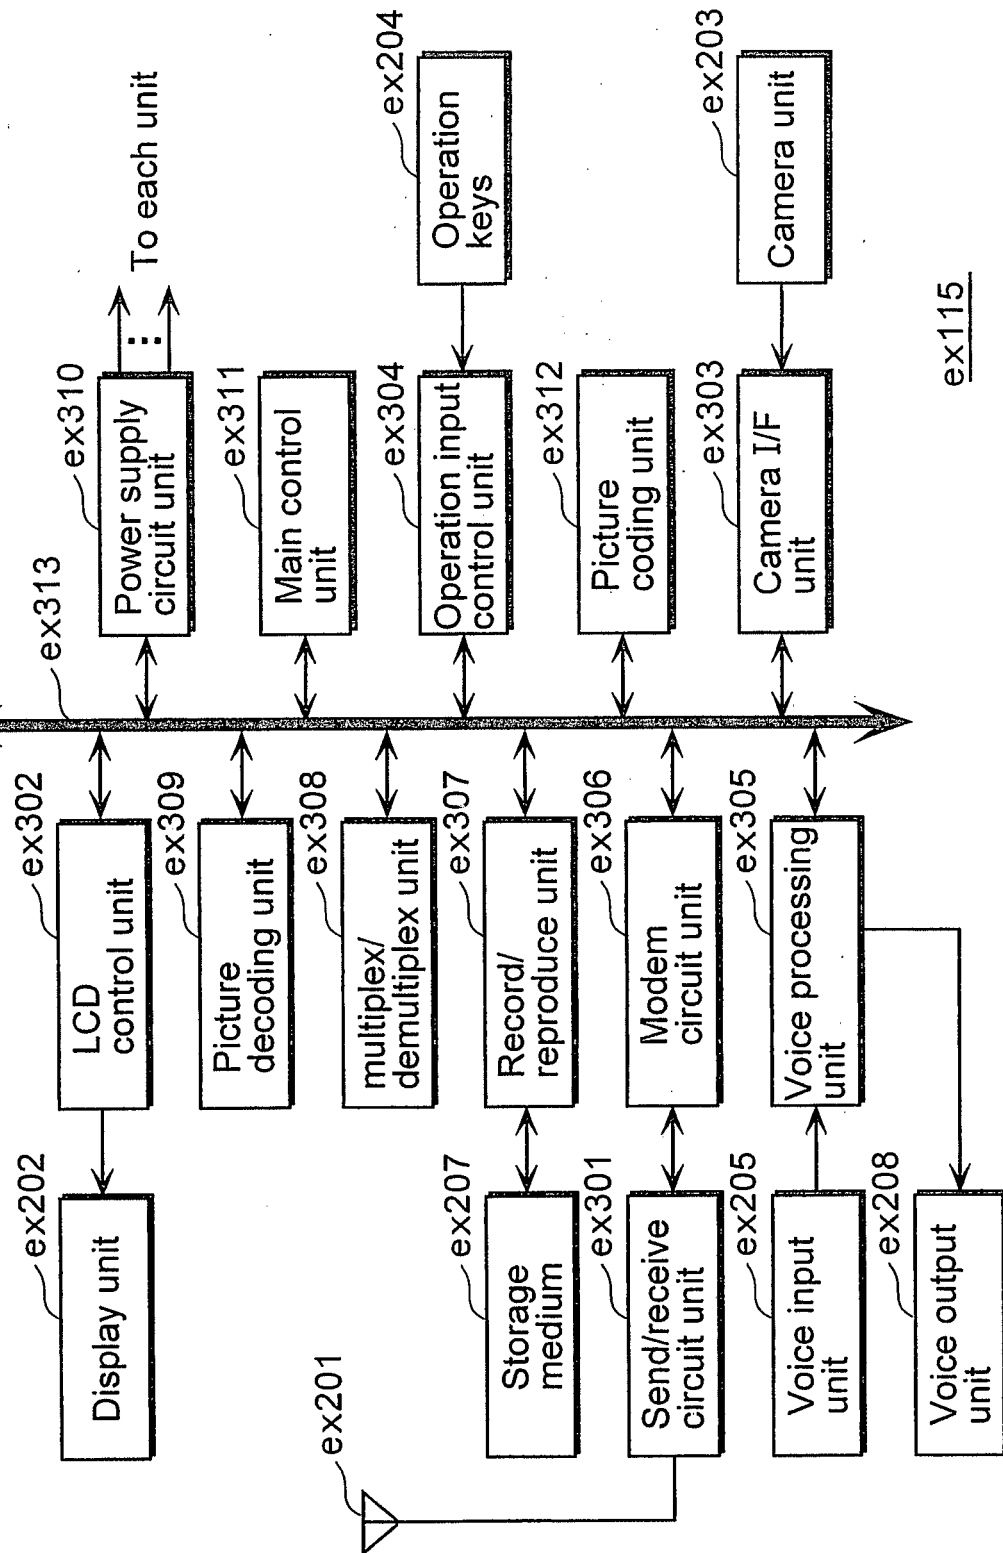 ex201
ex202
Display unit
ex302
LCD
control unit
ex309
Picture
decoding unit
ex308
multiplex/
demultiplex unit
ex207
Storage
medium
ex307
Record/
reproduce unit
ex301
Send/receive
circuit unit
ex306
Modem
circuit unit
ex205
Voice input
unit
ex305
Voice processing
unit
ex208
Voice output
unit
ex313
ex310
Power supply
circuit unit
To each unit
...
ex311
Main control
unit
ex304
Operation input
control unit
ex204
Operation
keys
ex312
Picture
coding unit
ex303
Camera I/F
unit
ex203
Camera unit
ex115